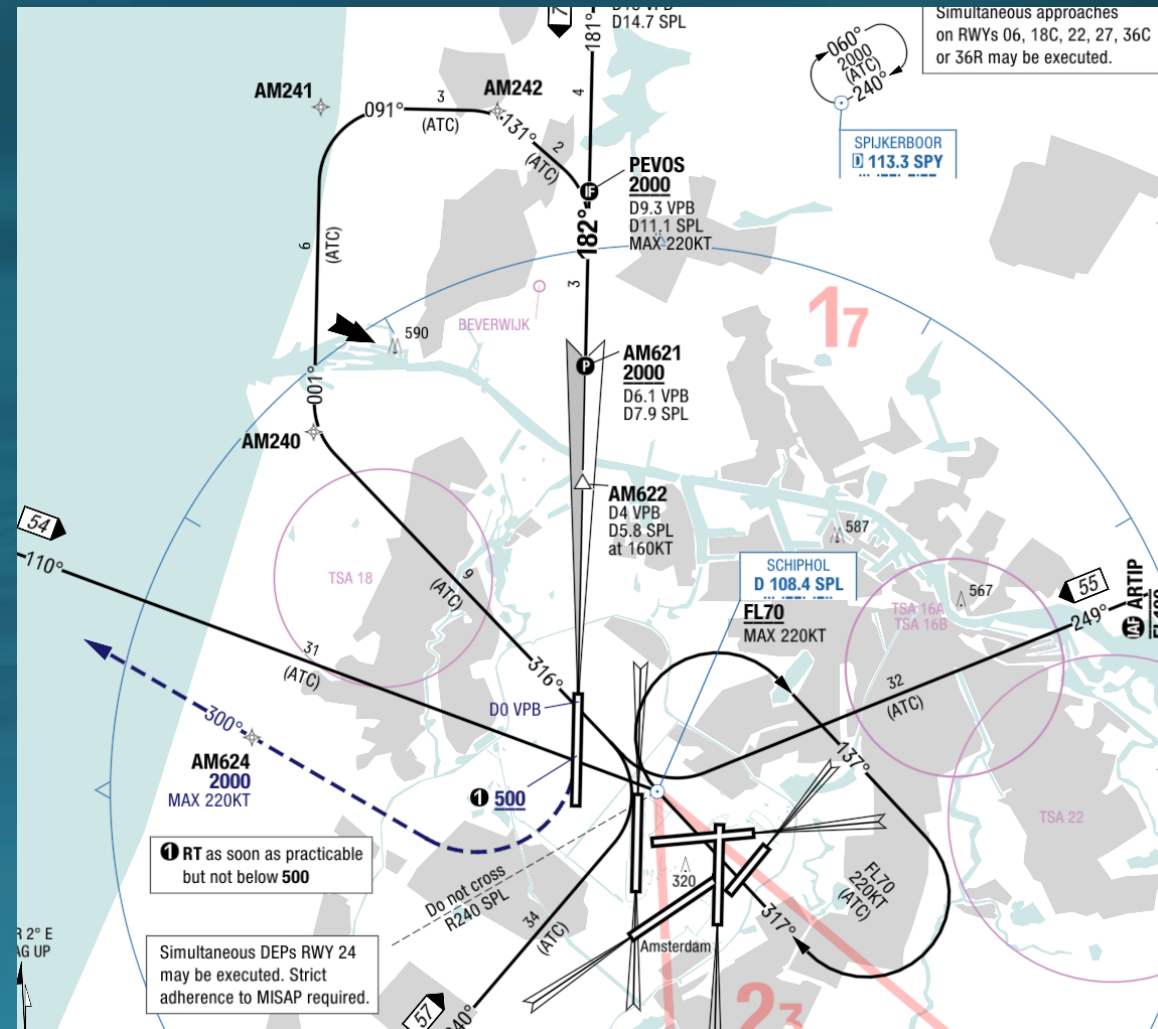 D14.7 SPL
181°
4
Simultaneous approaches
on RWYs 06, 18C, 22, 27, 36C
or 36R may be executed.
060°
2000
(ATC)
240°
SPIJKERBOOR
D 113.3 SPY
AM241
091°
3
(ATC)
AM242
131°
2
(ATC)
IF
PEVOS
2000
D9.3 VPB
D11.1 SPL
MAX 220KT
182°
3
6
(ATC)
BEVERWIJK
590
17
P
AM621
2000
D6.1 VPB
D7.9 SPL
001°
AM240
AM622
D4 VPB
D5.8 SPL
at 160KT
587
54
110°
TSA 18
9
(ATC)
SCHIPHOL
D 108.4 SPL
FL70
MAX 220KT
TSA 16A
TSA 16B
567
55
249°
IAF ARTIP
31
(ATC)
316°
32
(ATC)
D0 VPB
300°
AM624
2000
MAX 220KT
137°
1 500
TSA 22
1 RT as soon as practicable
but not below 500
Do not cross
R240 SPL
320
FL70
220KT
(ATC)
34
(ATC)
317°
Amsterdam
Simultaneous DEPs RWY 24
may be executed. Strict
adherence to MISAP required.
R 2° E
AG UP
57
040°
23